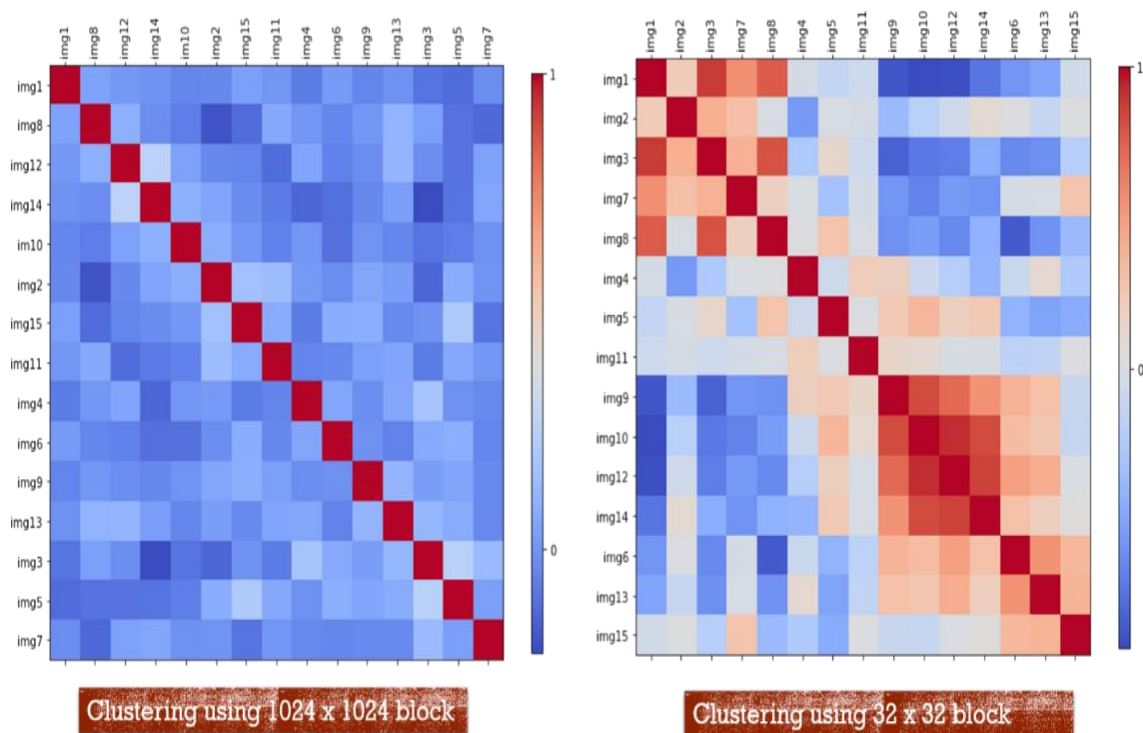 img1 img8 img12 img14 im10 img2 img15 img11 img4 img6 img9 img13 img3 img5 img7
img1
img8
img12
img14
im10
img2
img15
img11
img4
img6
img9
img13
img3
img5
img7
1
0
Clustering using 1024 x 1024 block
img1 img2 img3 img7 img8 img4 img5 img11 img9 img10 img12 img14 img6 img13 img15
img1
img2
img3
img7
img8
img4
img5
img11
img9
img10
img12
img14
img6
img13
img15
1
0
Clustering using 32 x 32 block